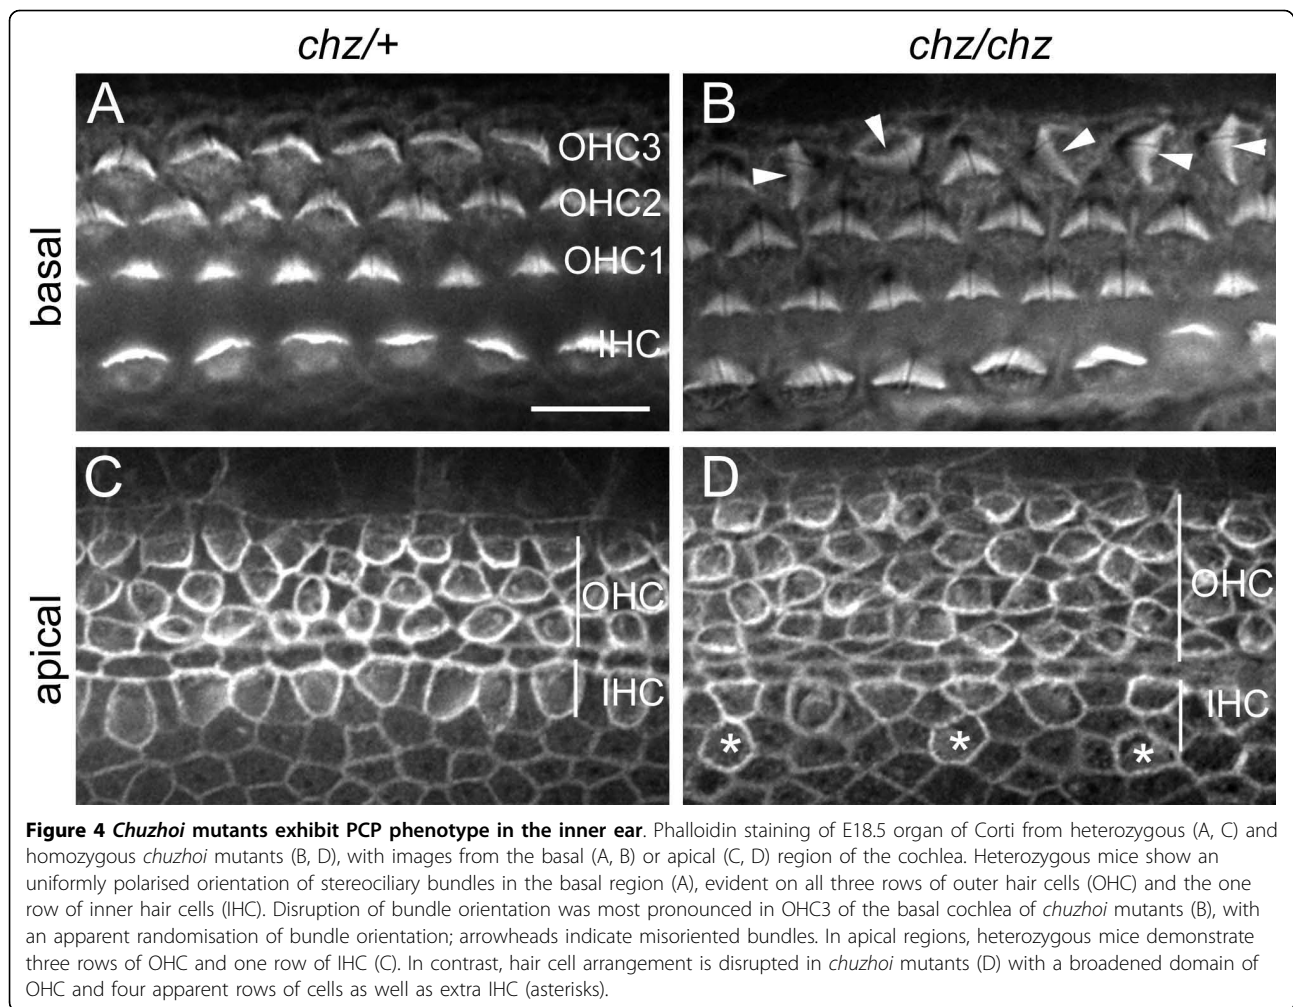 chz/+
chz/chz
basal
A
OHC3
OHC2
OHC1
IHC
B
apical
C
OHC
IHC
D
OHC
IHC
* * *
Figure 4 Chuzhoi mutants exhibit PCP phenotype in the inner ear. Phalloidin staining of E18.5 organ of Corti from heterozygous (A, C) and
homozygous chuzhoi mutants (B, D), with images from the basal (A, B) or apical (C, D) region of the cochlea. Heterozygous mice show an
uniformly polarised orientation of stereociliary bundles in the basal region (A), evident on all three rows of outer hair cells (OHC) and the one
row of inner hair cells (IHC). Disruption of bundle orientation was most pronounced in OHC3 of the basal cochlea of chuzhoi mutants (B), with
an apparent randomisation of bundle orientation; arrowheads indicate misoriented bundles. In apical regions, heterozygous mice demonstrate
three rows of OHC and one row of IHC (C). In contrast, hair cell arrangement is disrupted in chuzhoi mutants (D) with a broadened domain of
OHC and four apparent rows of cells as well as extra IHC (asterisks).